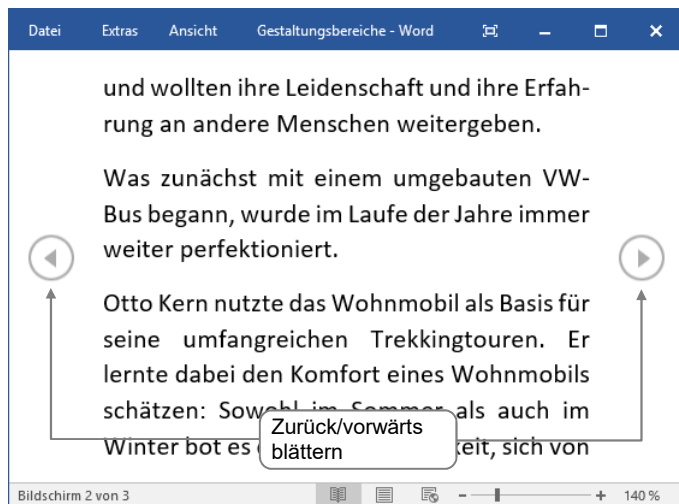 Datei Extras Ansicht Gestaltungsbereiche - Word
und wollten ihre Leidenschaft und ihre Erfah-
rung an andere Menschen weitergeben.
Was zunächst mit einem umgebauten VW-
Bus begann, wurde im Laufe der Jahre immer
weiter perfektioniert.
Otto Kern nutzte das Wohnmobil als Basis für
seine umfangreichen Trekkingtouren. Er
lernte dabei den Komfort eines Wohnmobils
schätzen: Sowohl im Sommer als auch im
Winter bot es sich von
Zurück/vorwärts
blättern
Bildschirm 2 von 3 140 %